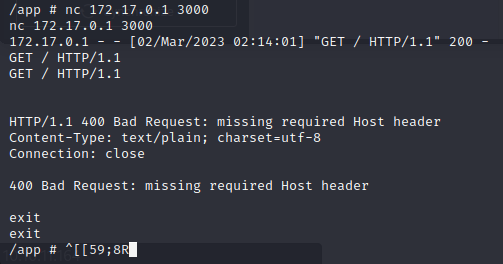 /app # nc 172.17.0.1 3000
nc 172.17.0.1 3000
172.17.0.1 - - [02/Mar/2023 02:14:01] "GET / HTTP/1.1" 200 -
GET / HTTP/1.1
GET / HTTP/1.1
HTTP/1.1 400 Bad Request: missing required Host header
Content-Type: text/plain; charset=utf-8
Connection: close
400 Bad Request: missing required Host header
exit
exit
/app # ^[[59;8R